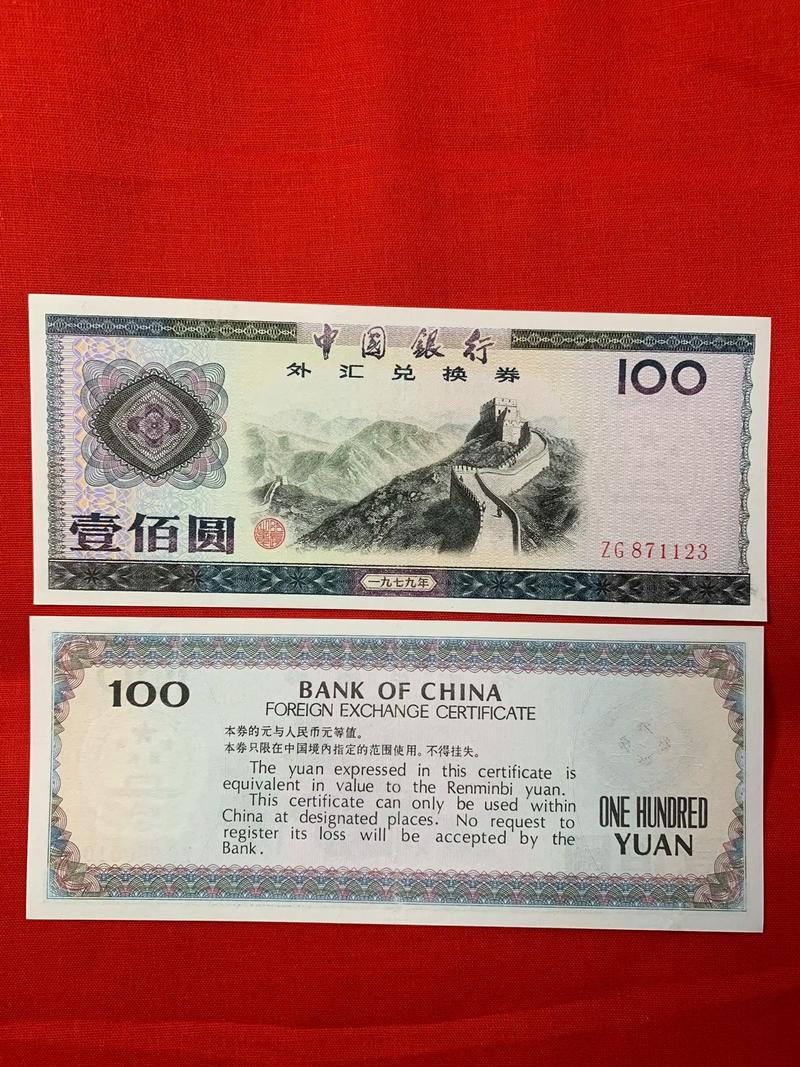 中國銀行
外汇兑换券
100
壹佰圆
ZG 871123
一九七九年
100
BANK OF CHINA
FOREIGN EXCHANGE CERTIFICATE
本券的元与人民币元等值。
本券只限在中国境内指定的范围使用。不得挂失。
The yuan expressed in this certificate is
equivalent in value to the Renminbi yuan.
This certificate can only be used within
China at designated places. No request to
register its loss will be accepted by the
Bank.
ONE HUNDRED
YUAN